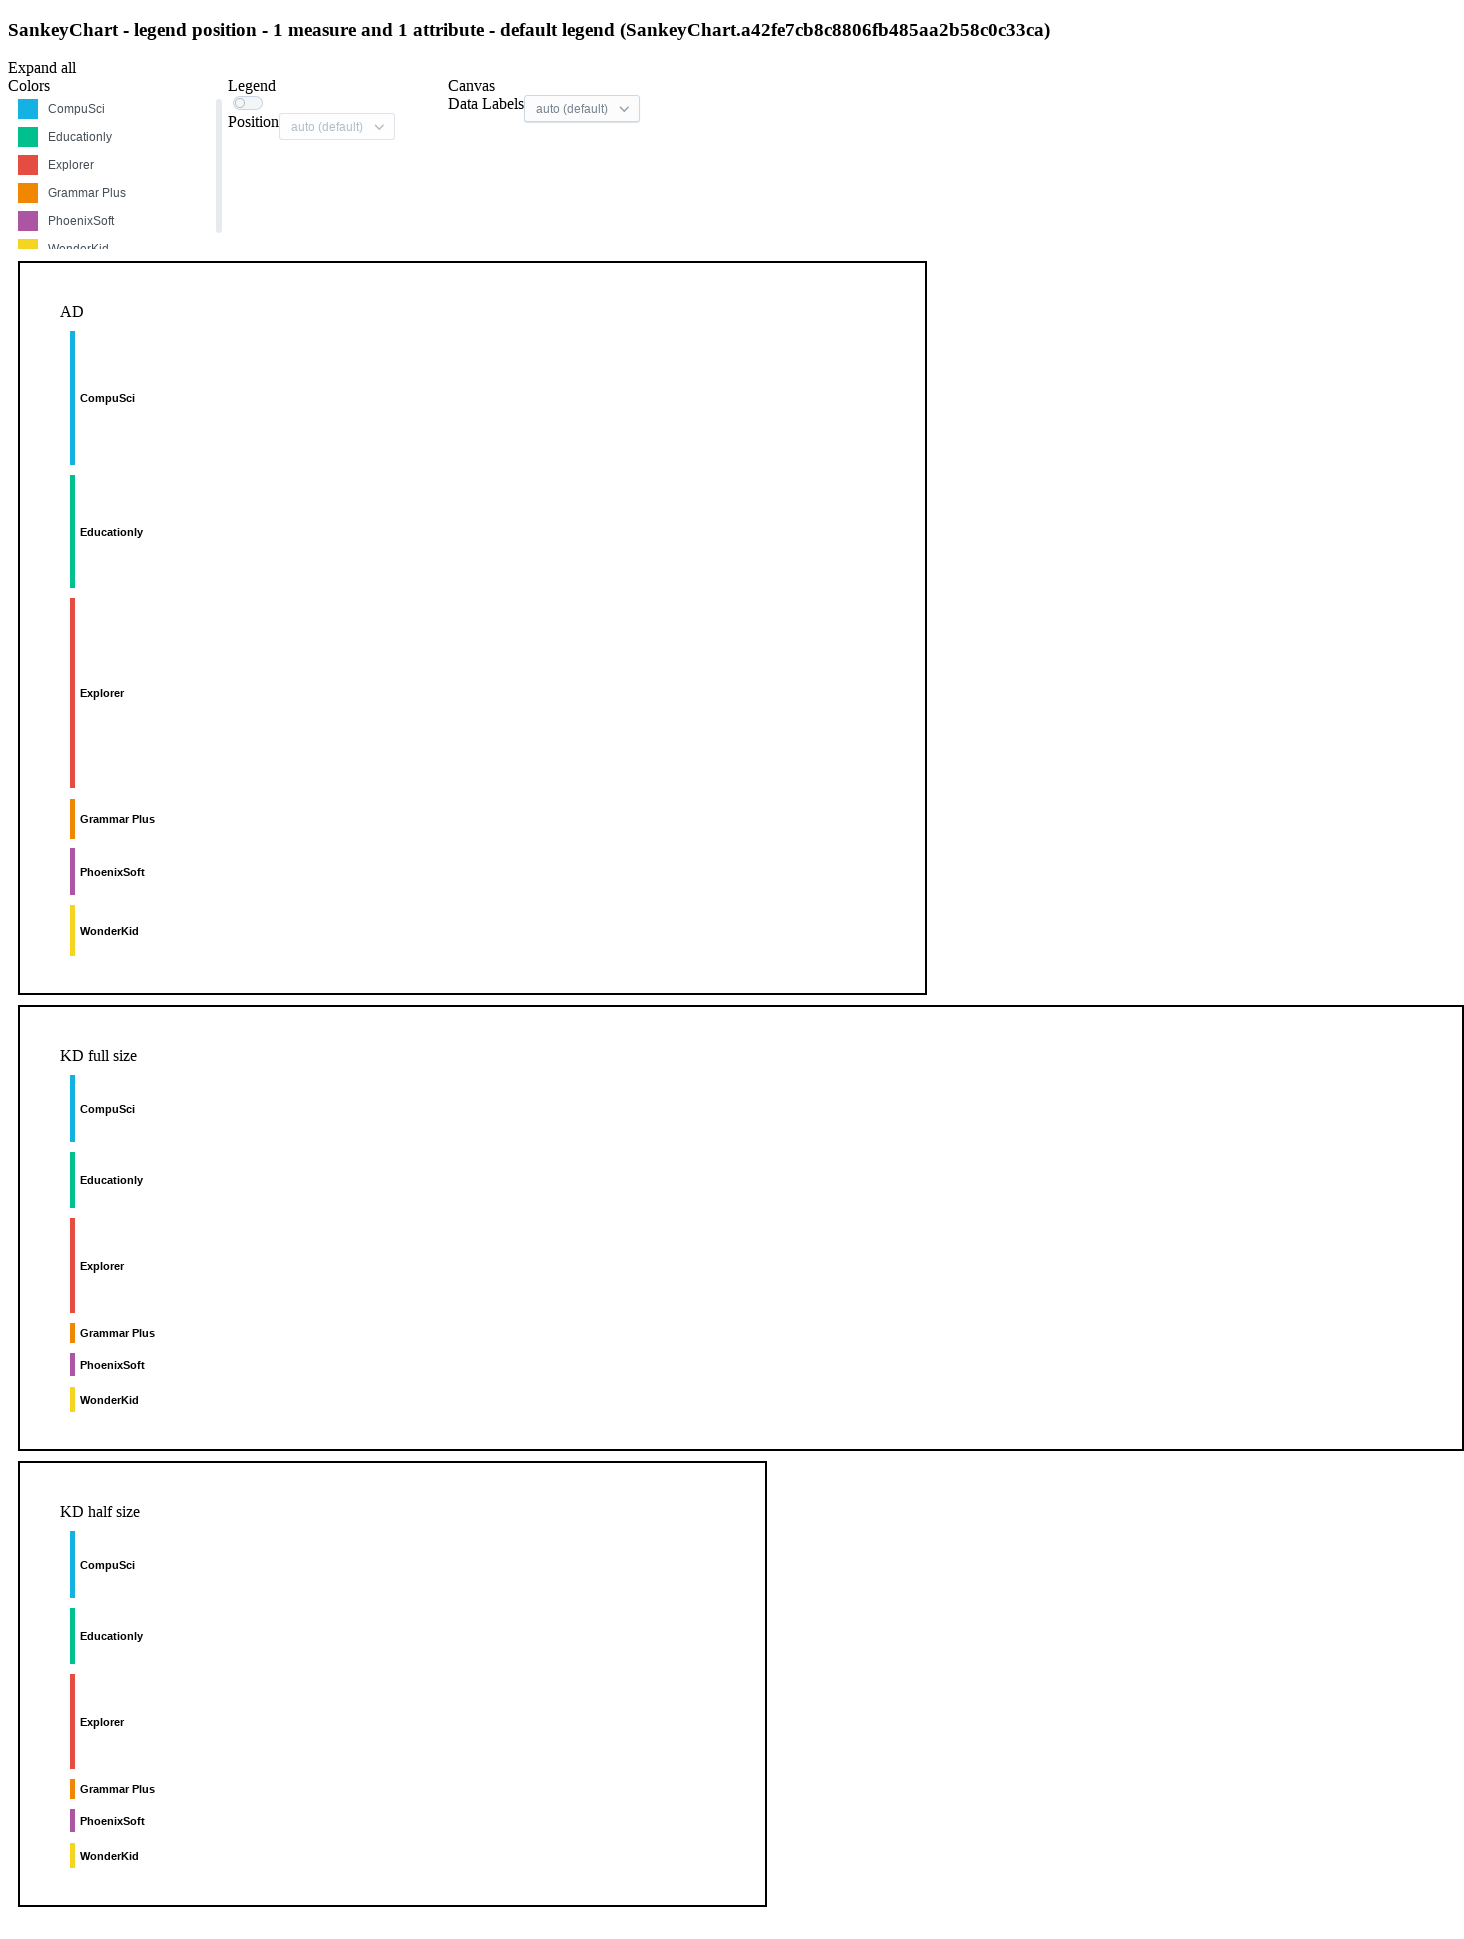 SankeyChart - legend position - 1 measure and 1 attribute - default legend (SankeyChart.a42fe7cb8c8806fb485aa2b58c0c33ca)
Expand all
Colors
CompuSci
Educationly
Explorer
Grammar Plus
PhoenixSoft
WonderKid
Legend
Position auto (default)
Canvas
Data Labels auto (default)
AD
CompuSci
Educationly
Explorer
Grammar Plus
PhoenixSoft
WonderKid
KD full size
CompuSci
Educationly
Explorer
Grammar Plus
PhoenixSoft
WonderKid
KD half size
CompuSci
Educationly
Explorer
Grammar Plus
PhoenixSoft
WonderKid